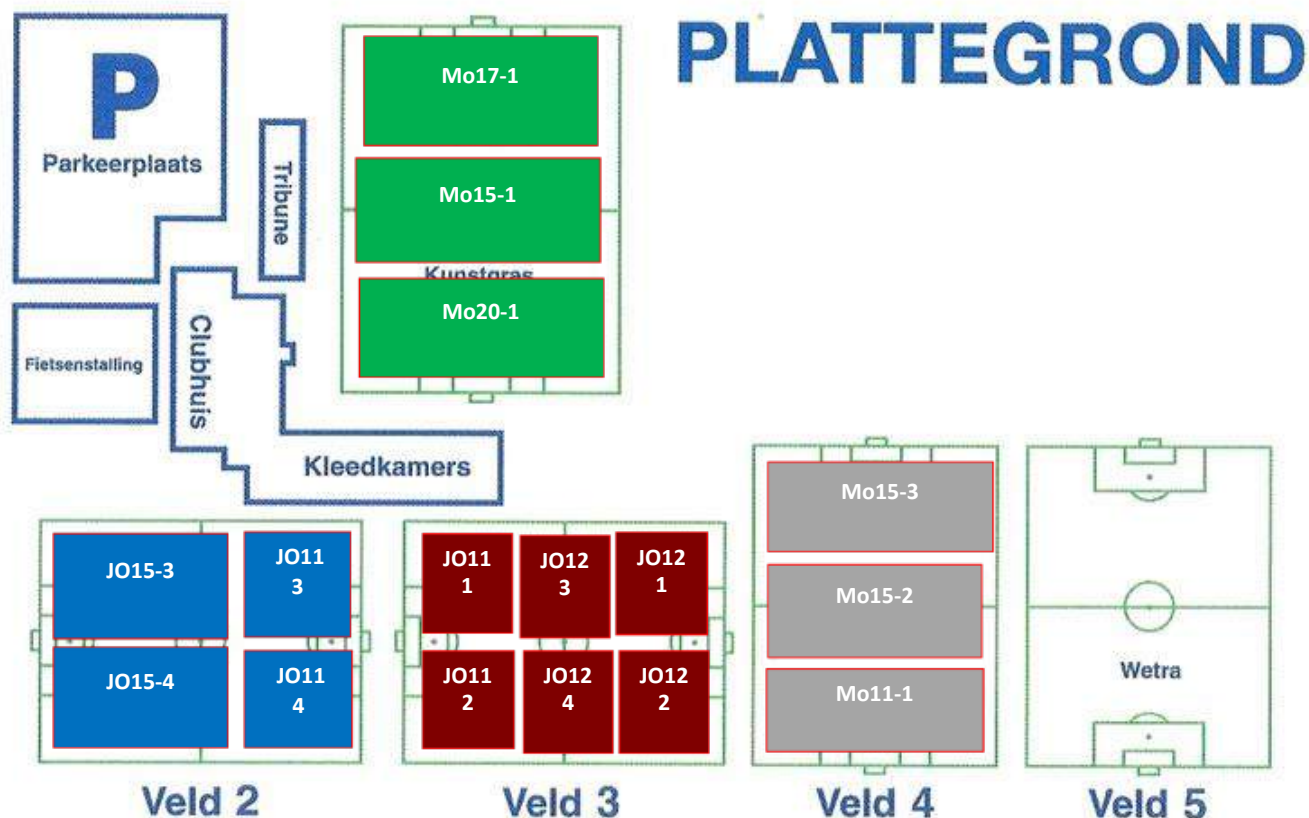 PLATTEGROND
P
Parkeerplaats
Tribune
Mo17-1
Mo15-1
Kunstgras
Mo20-1
Fietsenstalling
Clubhuis
Kleedkamers
JO15-3
JO11
3
JO15-4
JO11
4
Veld 2
JO11
1
JO12
3
JO12
1
JO11
2
JO12
4
JO12
2
Veld 3
Mo15-3
Mo15-2
Mo11-1
Veld 4
Wetra
Veld 5